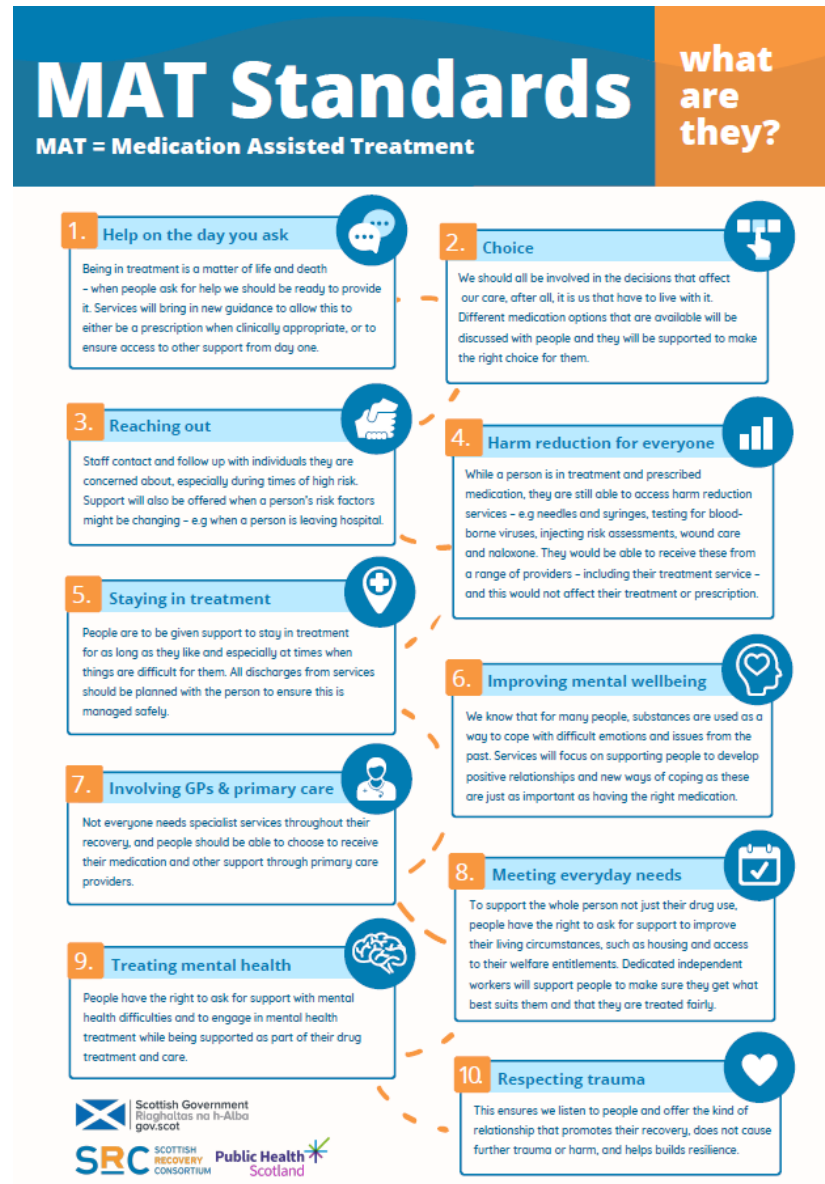 MAT Standards
MAT = Medication Assisted Treatment
what
are
they?
1. Help on the day you ask
Being in treatment is a matter of life and death
– when people ask for help we should be ready to provide
it. Services will bring in new guidance to allow this to
either be a prescription when clinically appropriate, or to
ensure access to other support from day one.
2. Choice
We should all be involved in the decisions that affect
our care, after all, it is us that have to live with it.
Different medication options that are available will be
discussed with people and they will be supported to make
the right choice for them.
3. Reaching out
Staff contact and follow up with individuals they are
concerned about, especially during times of high risk.
Support will also be offered when a person's risk factors
might be changing – e.g when a person is leaving hospital.
4. Harm reduction for everyone
While a person is in treatment and prescribed
medication, they are still able to access harm reduction
services – e.g needles and syringes, testing for blood-
borne viruses, injecting risk assessments, wound care
and naloxone. They would be able to receive these from
a range of providers – including their treatment service –
and this would not affect their treatment or prescription.
5. Staying in treatment
People are to be given support to stay in treatment
for as long as they like and especially at times when
things are difficult for them. All discharges from services
should be planned with the person to ensure this is
managed safely.
6. Improving mental wellbeing
We know that for many people, substances are used as a
way to cope with difficult emotions and issues from the
past. Services will focus on supporting people to develop
positive relationships and new ways of coping as these
are just as important as having the right medication.
7. Involving GPs & primary care
Not everyone needs specialist services throughout their
recovery, and people should be able to choose to receive
their medication and other support through primary care
providers.
8. Meeting everyday needs
To support the whole person not just their drug use,
people have the right to ask for support to improve
their living circumstances, such as housing and access
to their welfare entitlements. Dedicated independent
workers will support people to make sure they get what
best suits them and that they are treated fairly.
9. Treating mental health
People have the right to ask for support with mental
health difficulties and to engage in mental health
treatment while being supported as part of their drug
treatment and care.
10. Respecting trauma
This ensures we listen to people and offer the kind of
relationship that promotes their recovery, does not cause
further trauma or harm, and helps builds resilience.
Scottish Government
Riaghaltas na h-Alba
gov.scot
SRC SCOTTISH
RECOVERY
CONSORTIUM
Public Health
Scotland